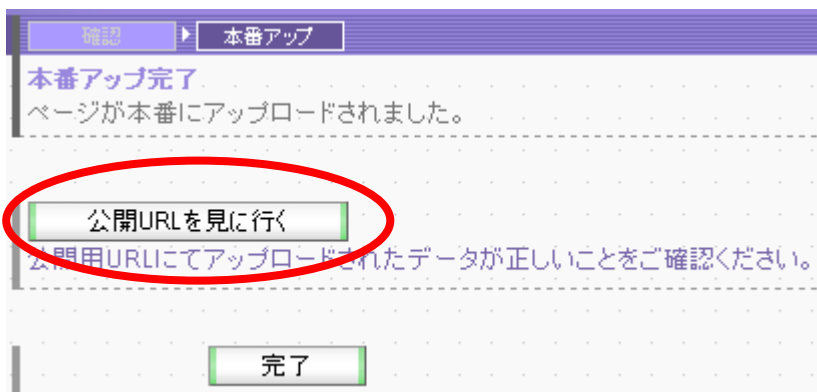 確認 本番アップ
本番アップ完了
ページが本番にアップロードされました。
公開URLを見に行く
公開用URLにてアップロードされたデータが正しいことをご確認ください。
完了